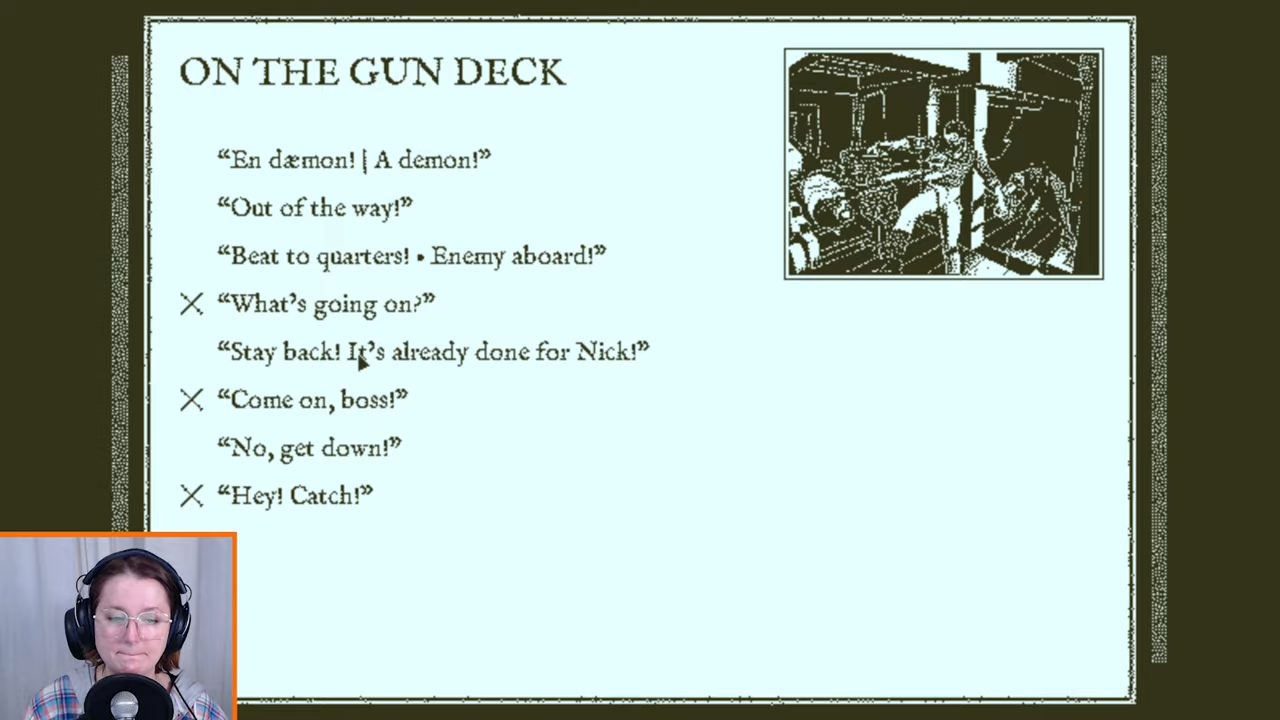 ON THE GUN DECK
“En dæmon! | A demon!”
“Out of the way!”
“Beat to quarters! • Enemy aboard!”
“What's going on?”
“Stay back! It's already done for Nick!”
“Come on, boss!”
“No, get down!”
“Hey! Catch!”